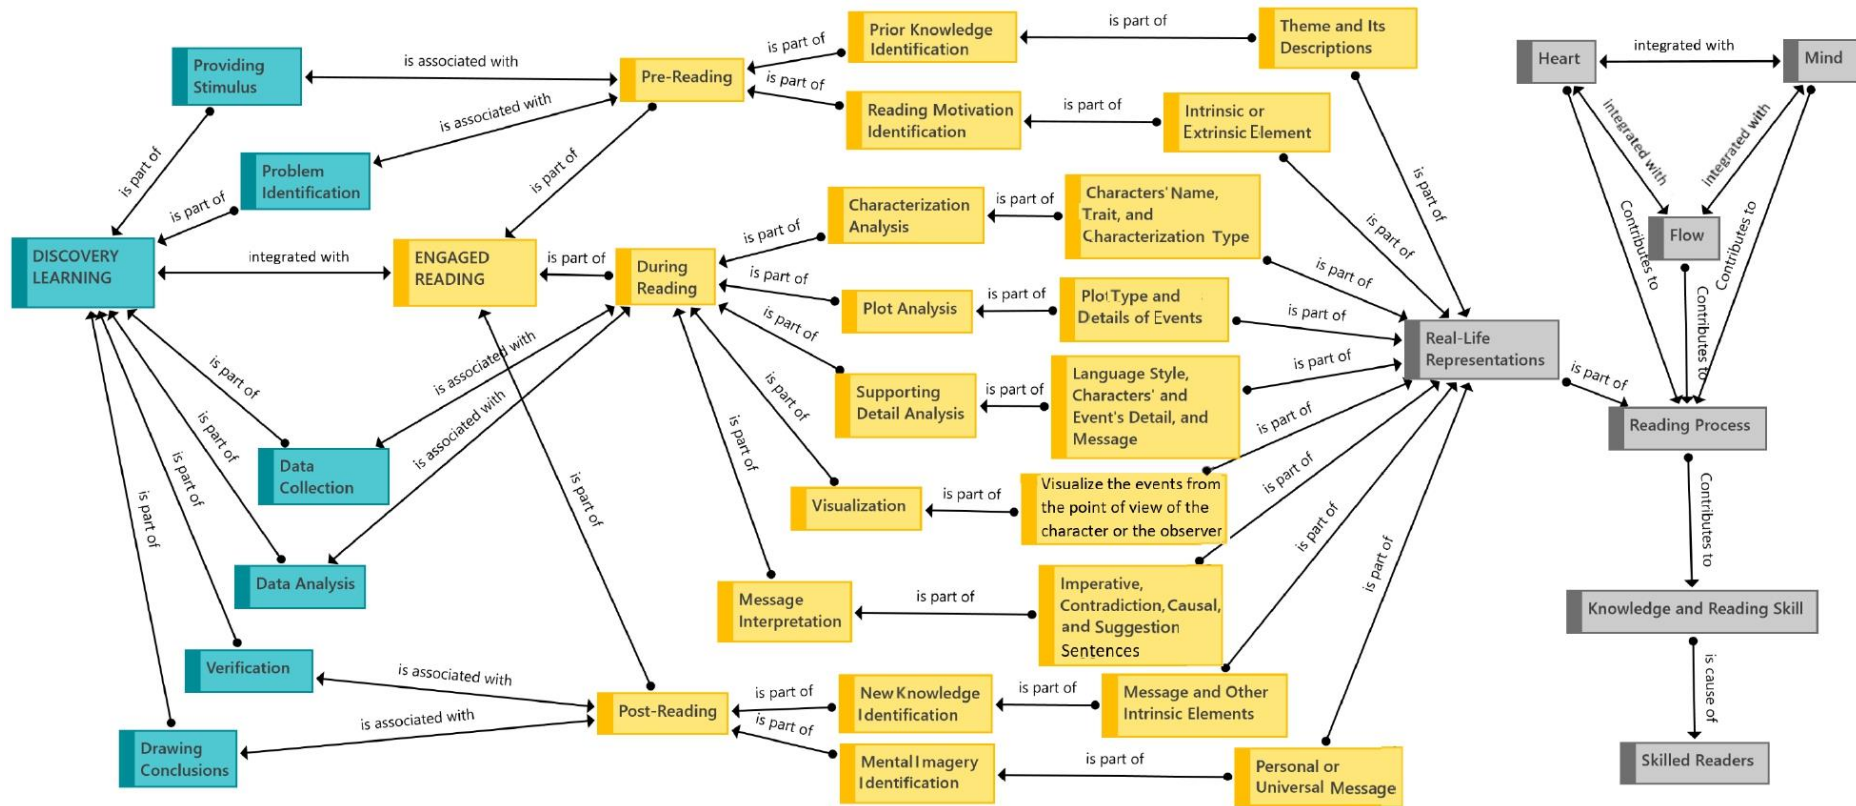 Providing
Stimulus
is associated with
Pre-Reading
is part of
Prior Knowledge
Identification
is part of
Theme and Its
Descriptions
Heart
integrated with
Mind
is part of
is associated with
is part of
Reading Motivation
Identification
is part of
Intrinsic or
Extrinsic Element
integrated with
integrated with
Problem
Identification
is part of
is part of
is part of
Characterization
Analysis
is part of
Characters' Name,
Trait, and
Characterization Type
is part of
is part of
Contributes to
Contributes to
Flow
DISCOVERY
LEARNING
integrated with
ENGAGED
READING
is part of
During
Reading
is part of
Plot Analysis
is part of
Plot Type and
Details of Events
is part of
is part of
Real-Life
Representations
Contributes to
is part of
is part of
is associated with
is part of
Supporting
Detail Analysis
is part of
Language Style,
Characters' and
Event's Detail, and
Message
is part of
is part of
Reading Process
is part of
is associated with
is part of
is part of
Data
Collection
is part of
Visualization
is part of
Visualize the events from
the point of view of the
character or the observer
is part of
Contributes to
is part of
is part of
is part of
is part of
Data Analysis
Message
Interpretation
is part of
Imperative,
Contradiction, Causal,
and Suggestion
Sentences
is part of
Knowledge and Reading Skill
Verification
is associated with
Post-Reading
is part of
New Knowledge
Identification
is part of
Message and Other
Intrinsic Elements
is cause of
is associated with
is part of
Drawing
Conclusions
Mental Imagery
Identification
is part of
Personal or
Universal Message
Skilled Readers